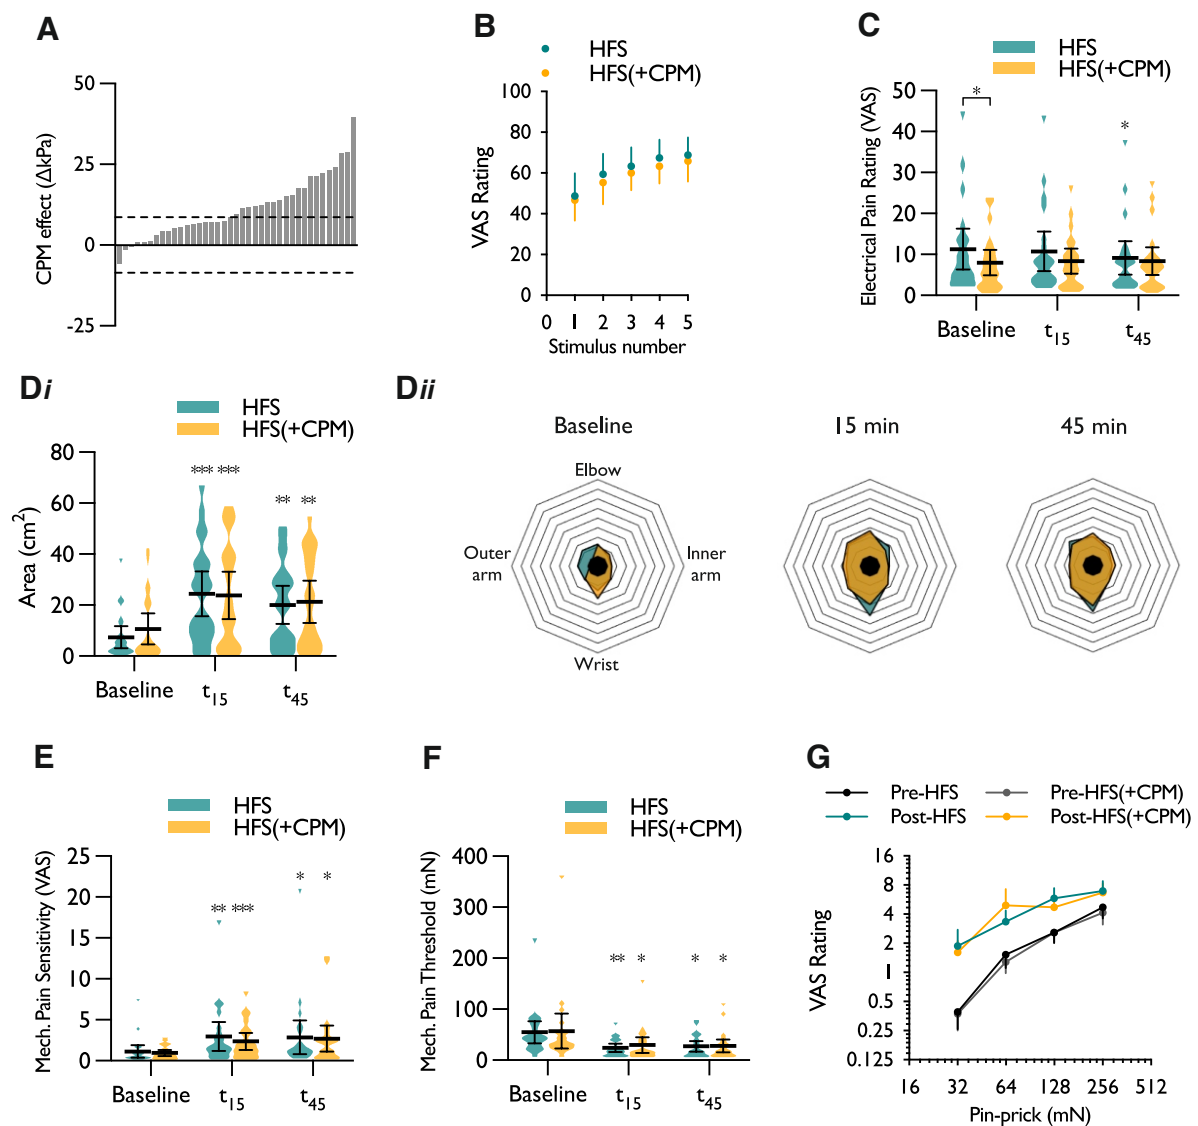 A
CPM effect (ΔkPa)
50
25
0
-25
B
HFS
HFS(+CPM)
VAS Rating
100
80
60
40
20
0
0 1 2 3 4 5
Stimulus number
C
HFS
HFS(+CPM)
Electrical Pain Rating (VAS)
50
40
30
20
10
0
*
*
Baseline t15 t45
Di
HFS
HFS(+CPM)
Area (cm2)
80
60
40
20
0
*** ***
** **
Baseline t15 t45
Dii
Baseline 15 min 45 min
Elbow
Outer arm
Inner arm
Wrist
E
HFS
HFS(+CPM)
Mech. Pain Sensitivity (VAS)
25
20
15
10
5
0
** ***
* *
Baseline t15 t45
F
HFS
HFS(+CPM)
Mech. Pain Threshold (mN)
400
300
200
100
0
** *
* *
Baseline t15 t45
G
Pre-HFS Pre-HFS(+CPM)
Post-HFS Post-HFS(+CPM)
VAS Rating
16
8
4
2
1
0.5
0.25
0.125
16 32 64 128 256 512
Pin-prick (mN)